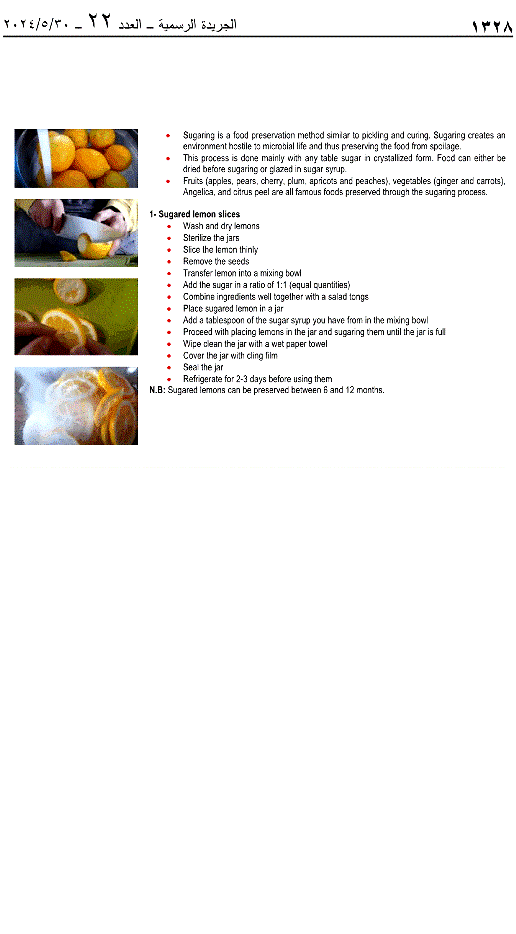 ١٣٢٨
الجريدة الرسمية – العدد ٢٢ – ٢٠٢٤/٥/٣٠
• Sugaring is a food preservation method similar to pickling and curing. Sugaring creates an
environment hostile to microbial life and thus preserving the food from spoilage.
• This process is done mainly with any table sugar in crystallized form. Food can either be
dried before sugaring or glazed in sugar syrup.
• Fruits (apples, pears, cherry, plum, apricots and peaches), vegetables (ginger and carrots),
Angelica, and citrus peel are all famous foods preserved through the sugaring process.
1- Sugared lemon slices
• Wash and dry lemons
• Sterilize the jars
• Slice the lemon thinly
• Remove the seeds
• Transfer lemon into a mixing bowl
• Add the sugar in a ratio of 1:1 (equal quantities)
• Combine ingredients well together with a salad tongs
• Place sugared lemon in a jar
• Add a tablespoon of the sugar syrup you have from in the mixing bowl
• Proceed with placing lemons in the jar and sugaring them until the jar is full
• Wipe clean the jar with a wet paper towel
• Cover the jar with cling film
• Seal the jar
• Refrigerate for 2-3 days before using them
N.B: Sugared lemons can be preserved between 6 and 12 months.